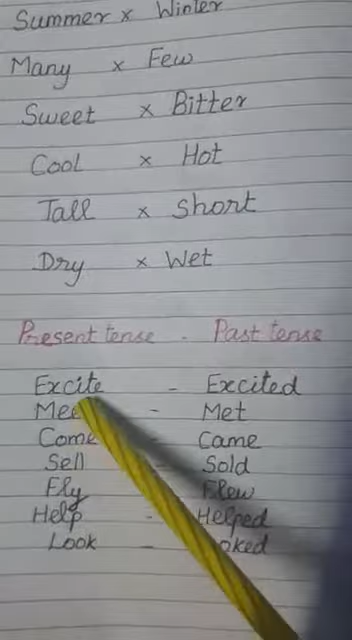 Summer × Winter
Many × Few
Sweet × Bitter
Cool × Hot
Tall × Short
Dry × Wet
Present tense - Past tense
Excite - Excited
- Met
Come - Came
Sell - Sold
Fly Flew
Help - Helped
Look -